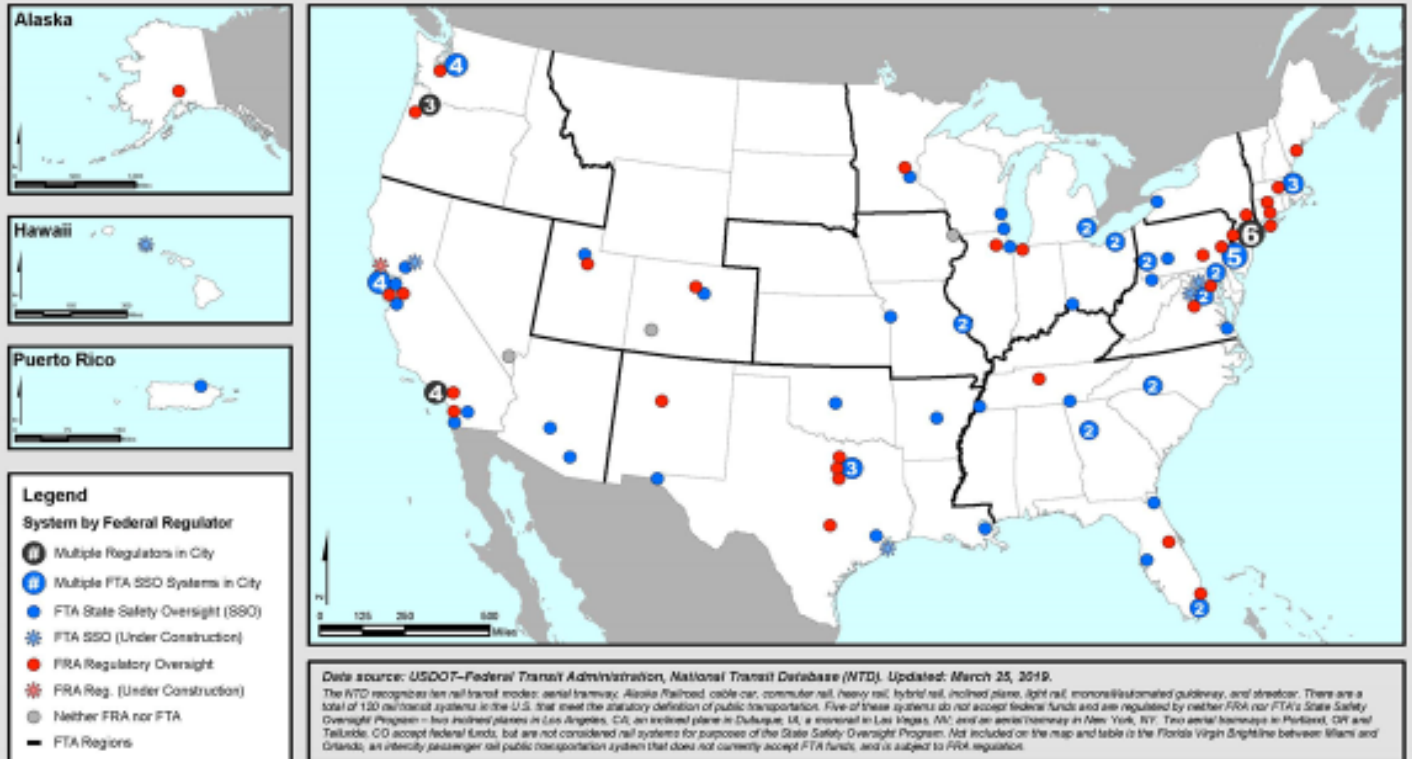 Alaska
Hawaii
Puerto Rico
4
3
4
4
2
2
2
2
2
2
3
6
5
2
2
2
3
2
0 125 250 500
Miles
Legend
System by Federal Regulator
# Multiple Regulators in City
# Multiple FTA SSO Systems in City
FTA State Safety Oversight (SSO)
FTA SSO (Under Construction)
FRA Regulatory Oversight
FRA Reg. (Under Construction)
Neither FRA nor FTA
FTA Regions
Data source: USDOT–Federal Transit Administration, National Transit Database (NTD). Updated: March 25, 2019.
The NTD recognizes ten rail transit modes: aerial tramway, Alaska Railroad, cable car, commuter rail, heavy rail, hybrid rail, inclined plane, light rail, monorail/automated guideway, and streetcar. There are a
total of 120 rail transit systems in the U.S. that meet the statutory definition of public transportation. Five of these systems do not accept federal funds and are regulated by neither FRA nor FTA's State Safety
Oversight Program – two inclined planes in Los Angeles, CA; an inclined plane in Dubuque, IA; a monorail in Las Vegas, NV; and an aerial tramway in New York, NY. Two aerial tramways in Portland, OR and
Telluride, CO accept federal funds, but are not considered rail systems for purposes of the State Safety Oversight Program. Not included on the map and table is the Florida Virgin Brightline between Miami and
Orlando, an intercity passenger rail public transportation system that does not currently accept FTA funds, and is subject to FRA regulation.